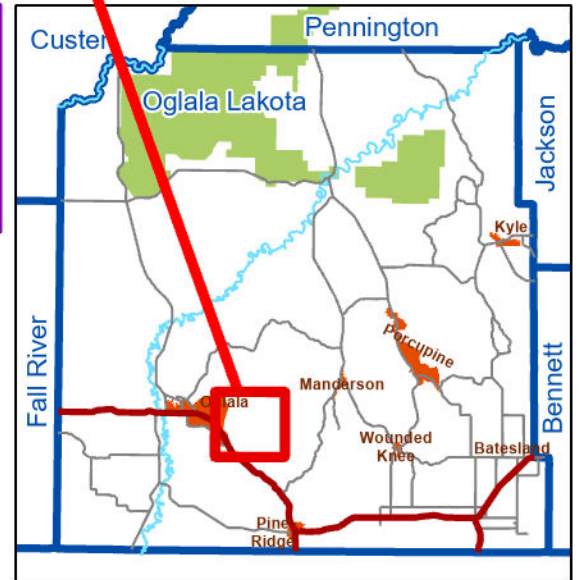 Pennington
Custer
Oglala Lakota
Jackson
Kyle
Fall River
Porcupine
Manderson
Oglala
Bennett
Wounded
Knee
Batesland
Pine
Ridge